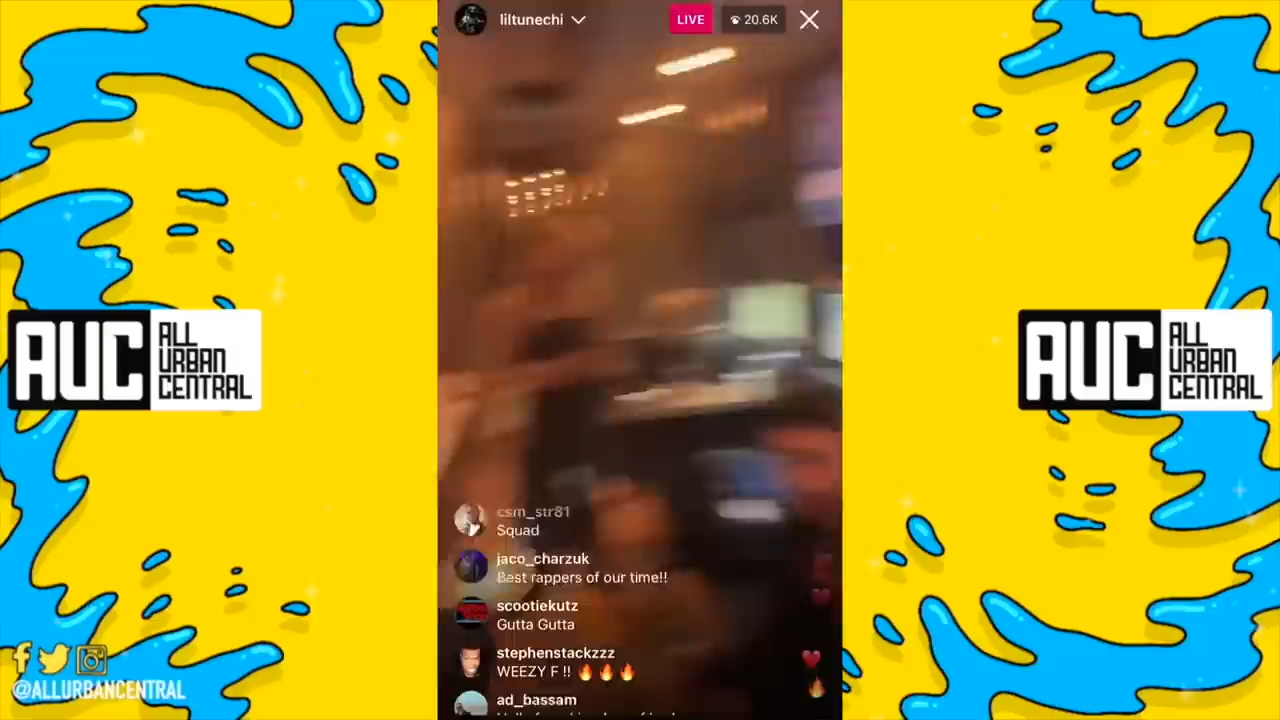 liltunechi
LIVE
20.6K
AUC
ALL
URBAN
CENTRAL
AUC
ALL
URBAN
CENTRAL
csm_str81
Squad
jaco_charzuk
Best rappers of our time!!
scootiekutz
Gutta Gutta
stephenstackzzz
WEEZY F !! 🔥🔥🔥
ad_bassam
@ALLURBANCENTRAL